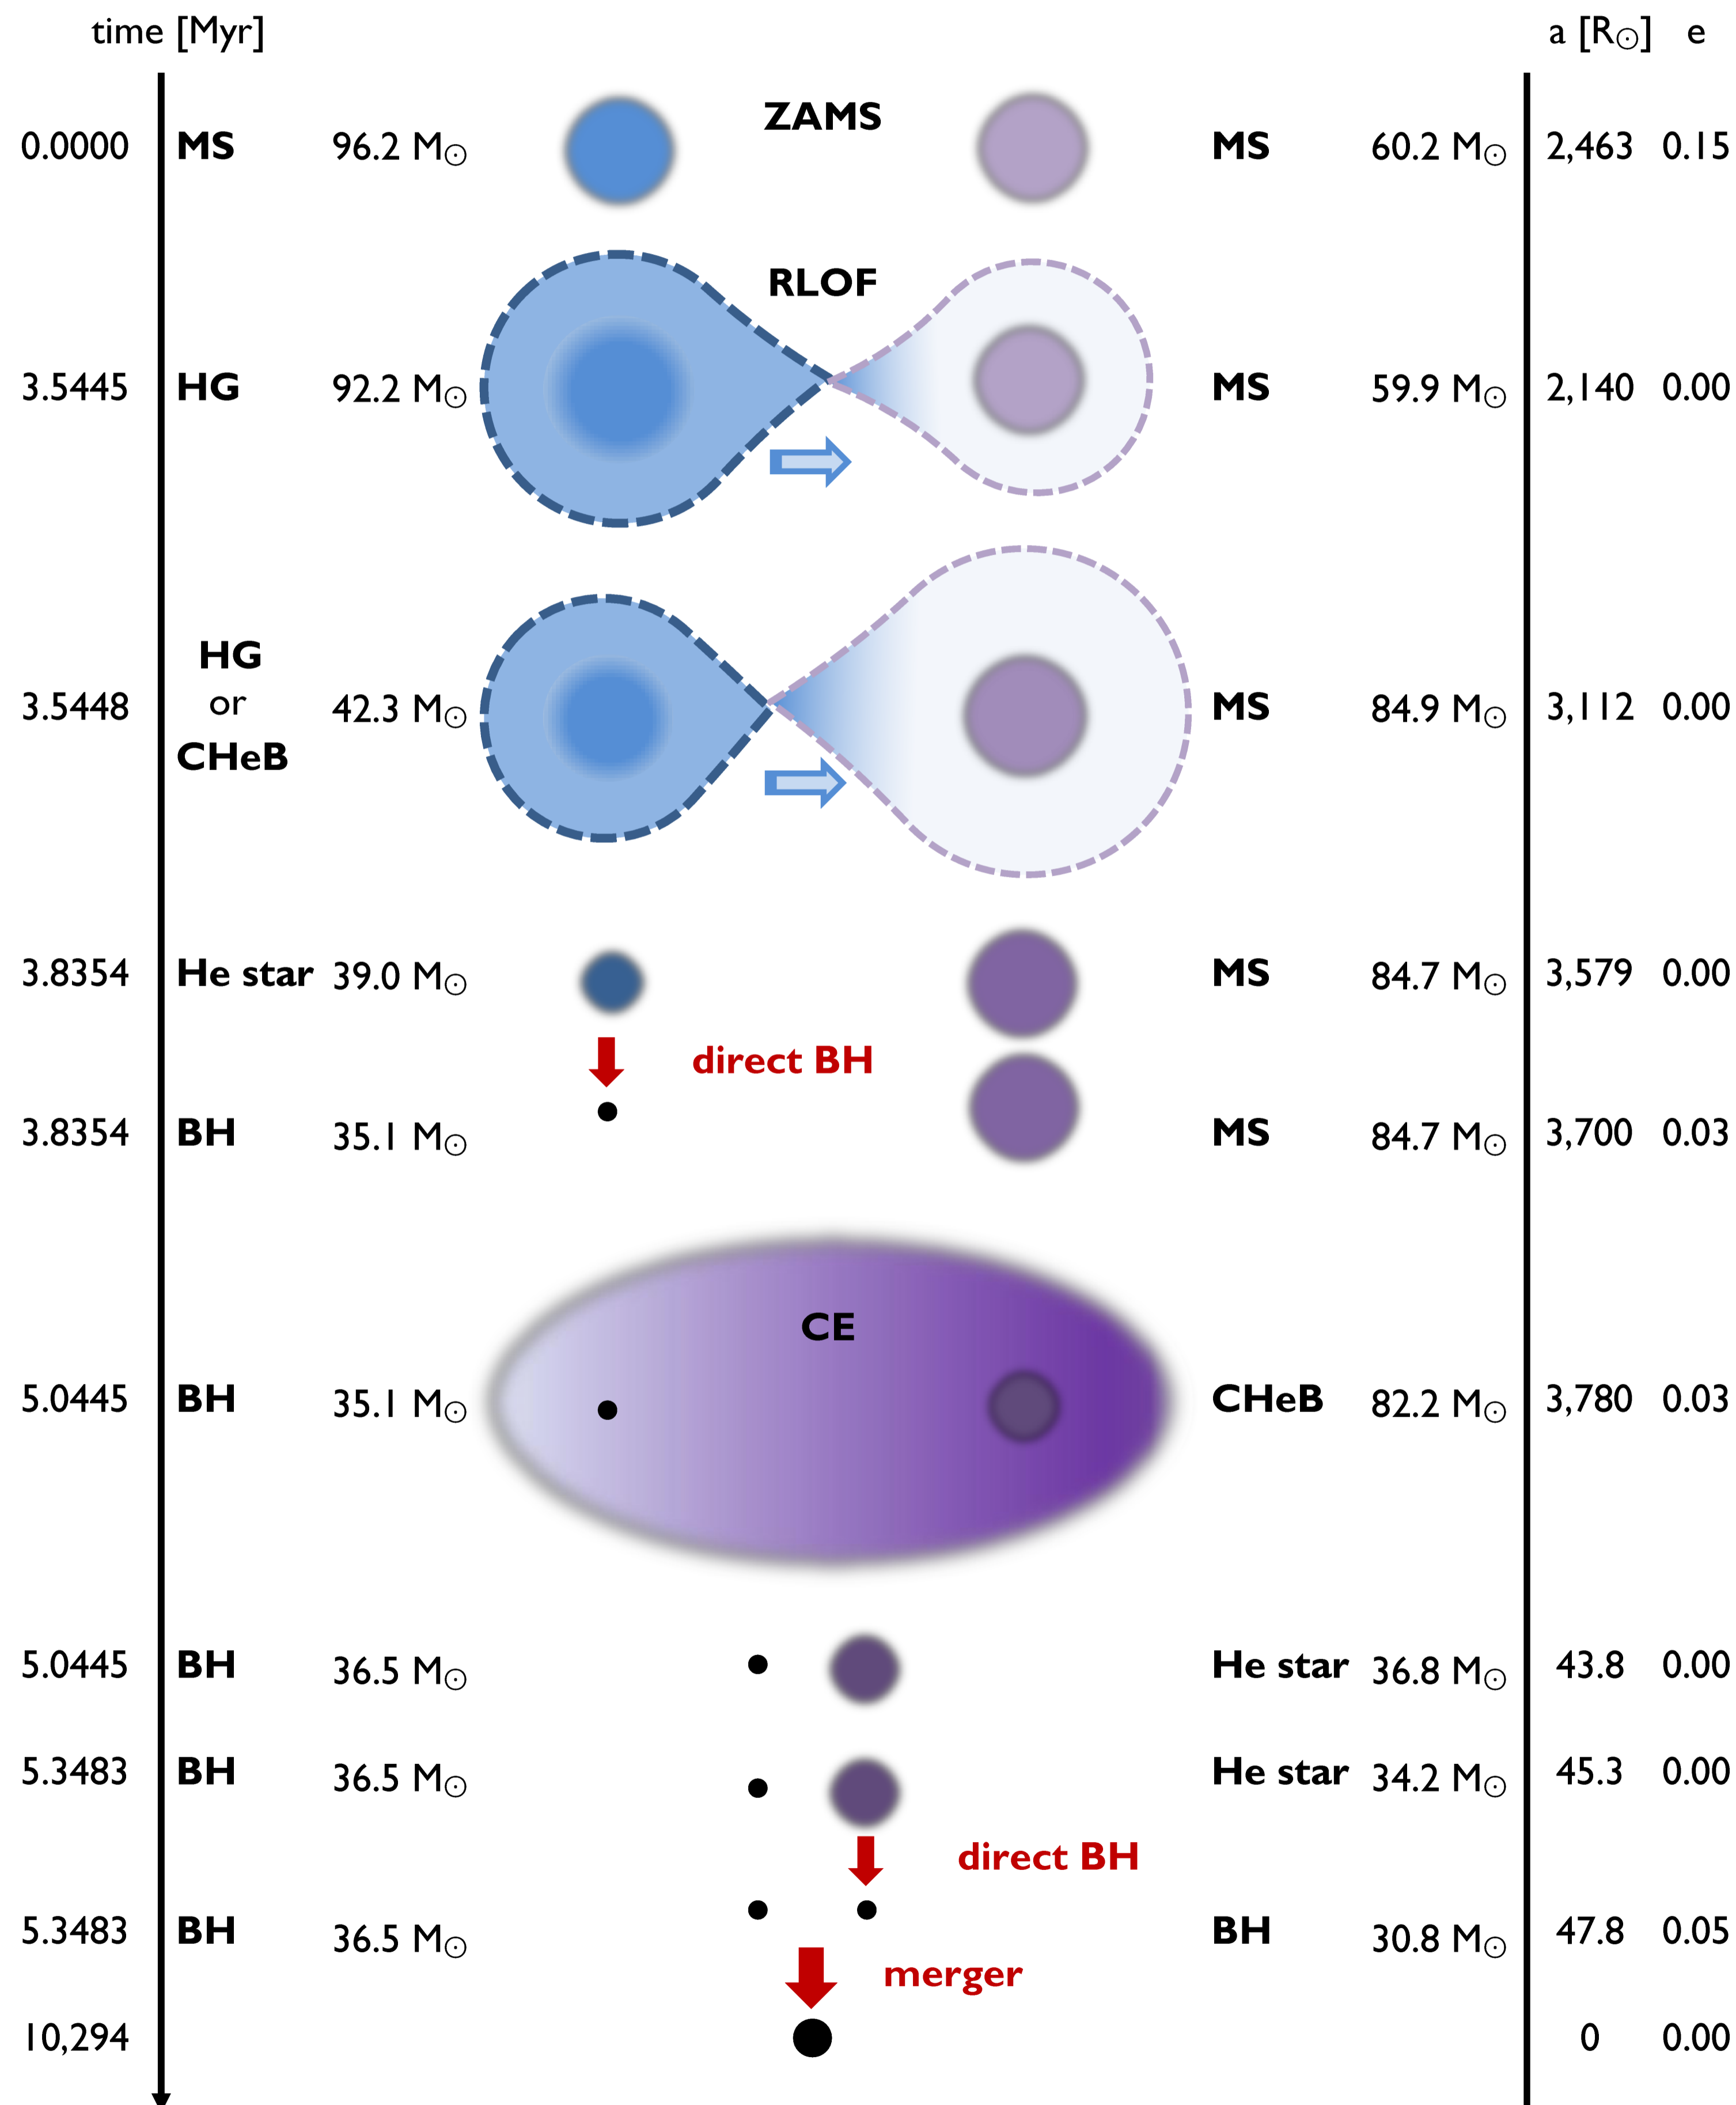 time [Myr] a [R☉] e
ZAMS
0.0000 MS 96.2 M☉ MS 60.2 M☉ 2,463 0.15
RLOF
3.5445 HG 92.2 M☉ MS 59.9 M☉ 2,140 0.00
HG
3.5448 or 42.3 M☉ MS 84.9 M☉ 3,112 0.00
CHeB
3.8354 He star 39.0 M☉ MS 84.7 M☉ 3,579 0.00
direct BH
3.8354 BH 35.1 M☉ MS 84.7 M☉ 3,700 0.03
CE
5.0445 BH 35.1 M☉ CHeB 82.2 M☉ 3,780 0.03
5.0445 BH 36.5 M☉ He star 36.8 M☉ 43.8 0.00
5.3483 BH 36.5 M☉ He star 34.2 M☉ 45.3 0.00
direct BH
5.3483 BH 36.5 M☉ BH 30.8 M☉ 47.8 0.05
merger
10,294 0 0.00